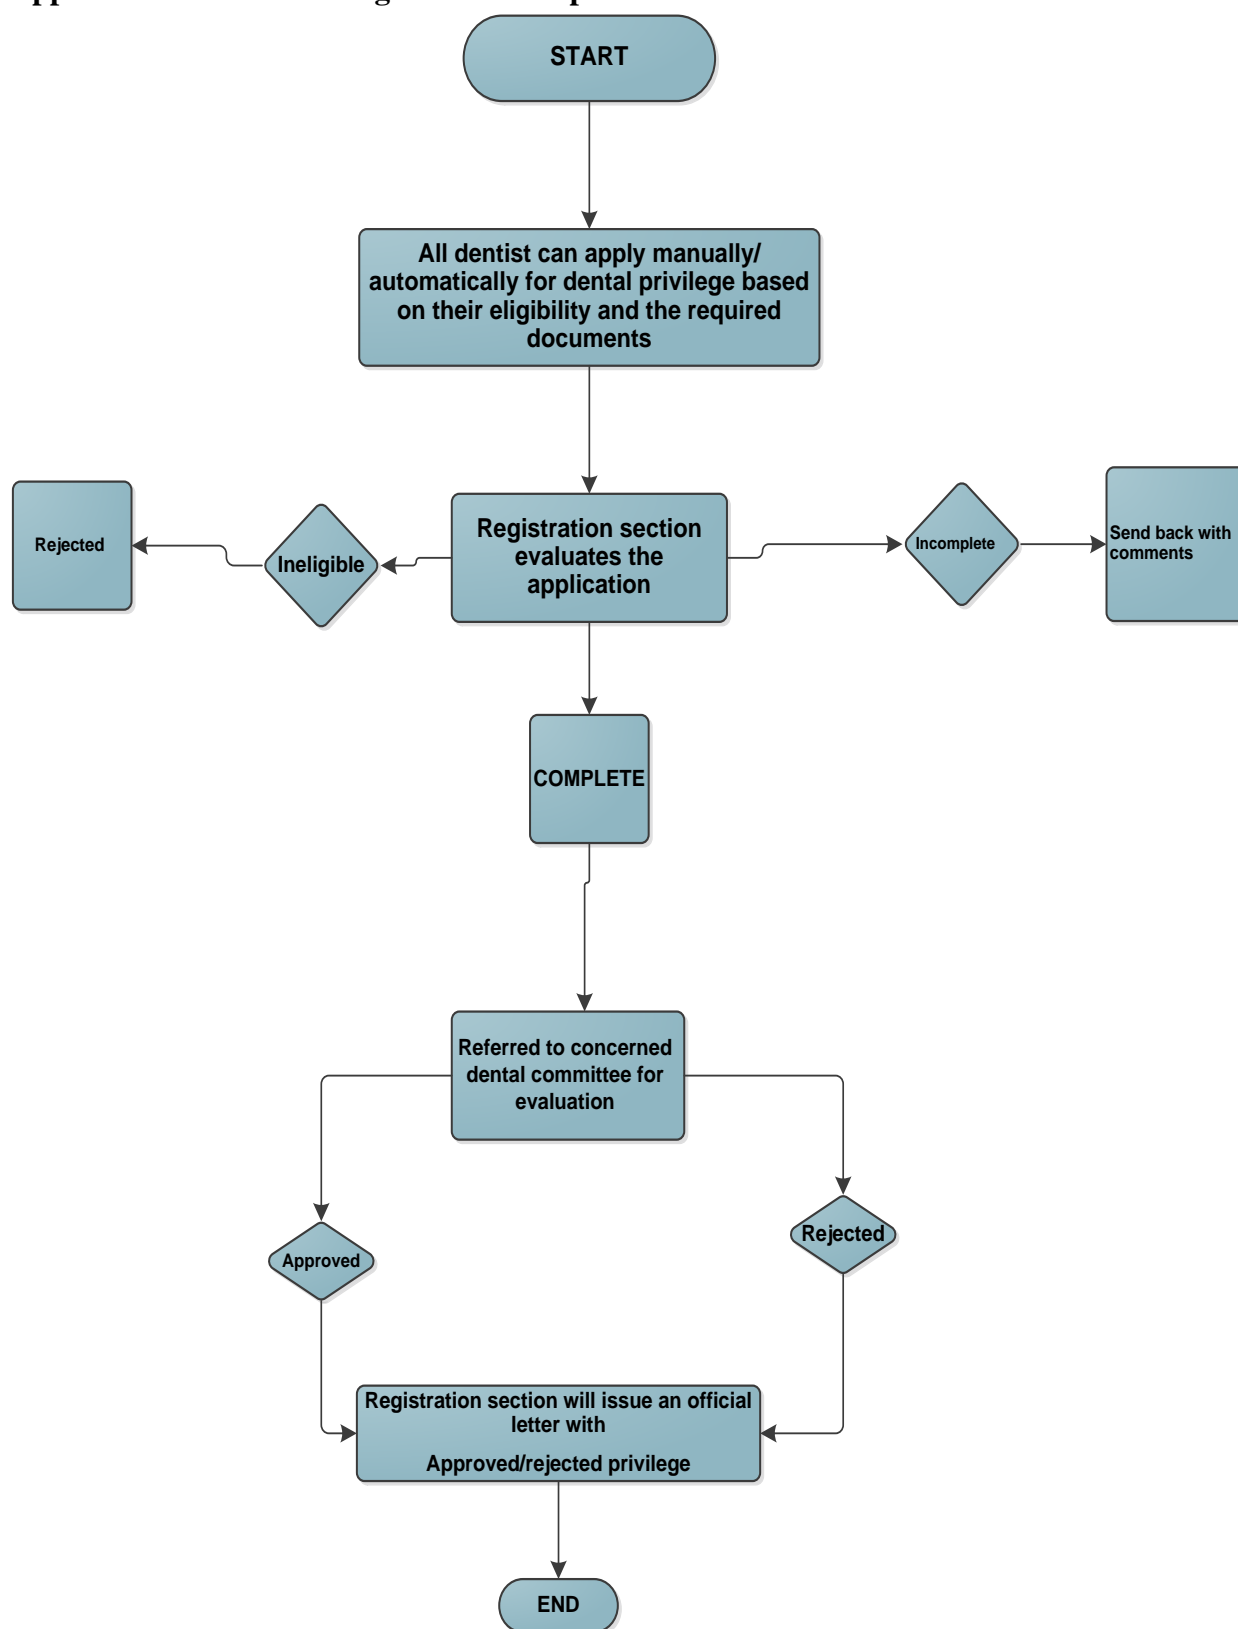 START
All dentist can apply manually/
automatically for dental privilege based
on their eligibility and the required
documents
Rejected
Ineligible
Registration section
evaluates the
application
Incomplete
Send back with
comments
COMPLETE
Referred to concerned
dental committee for
evaluation
Approved
Rejected
Registration section will issue an official
letter with
Approved/rejected privilege
END